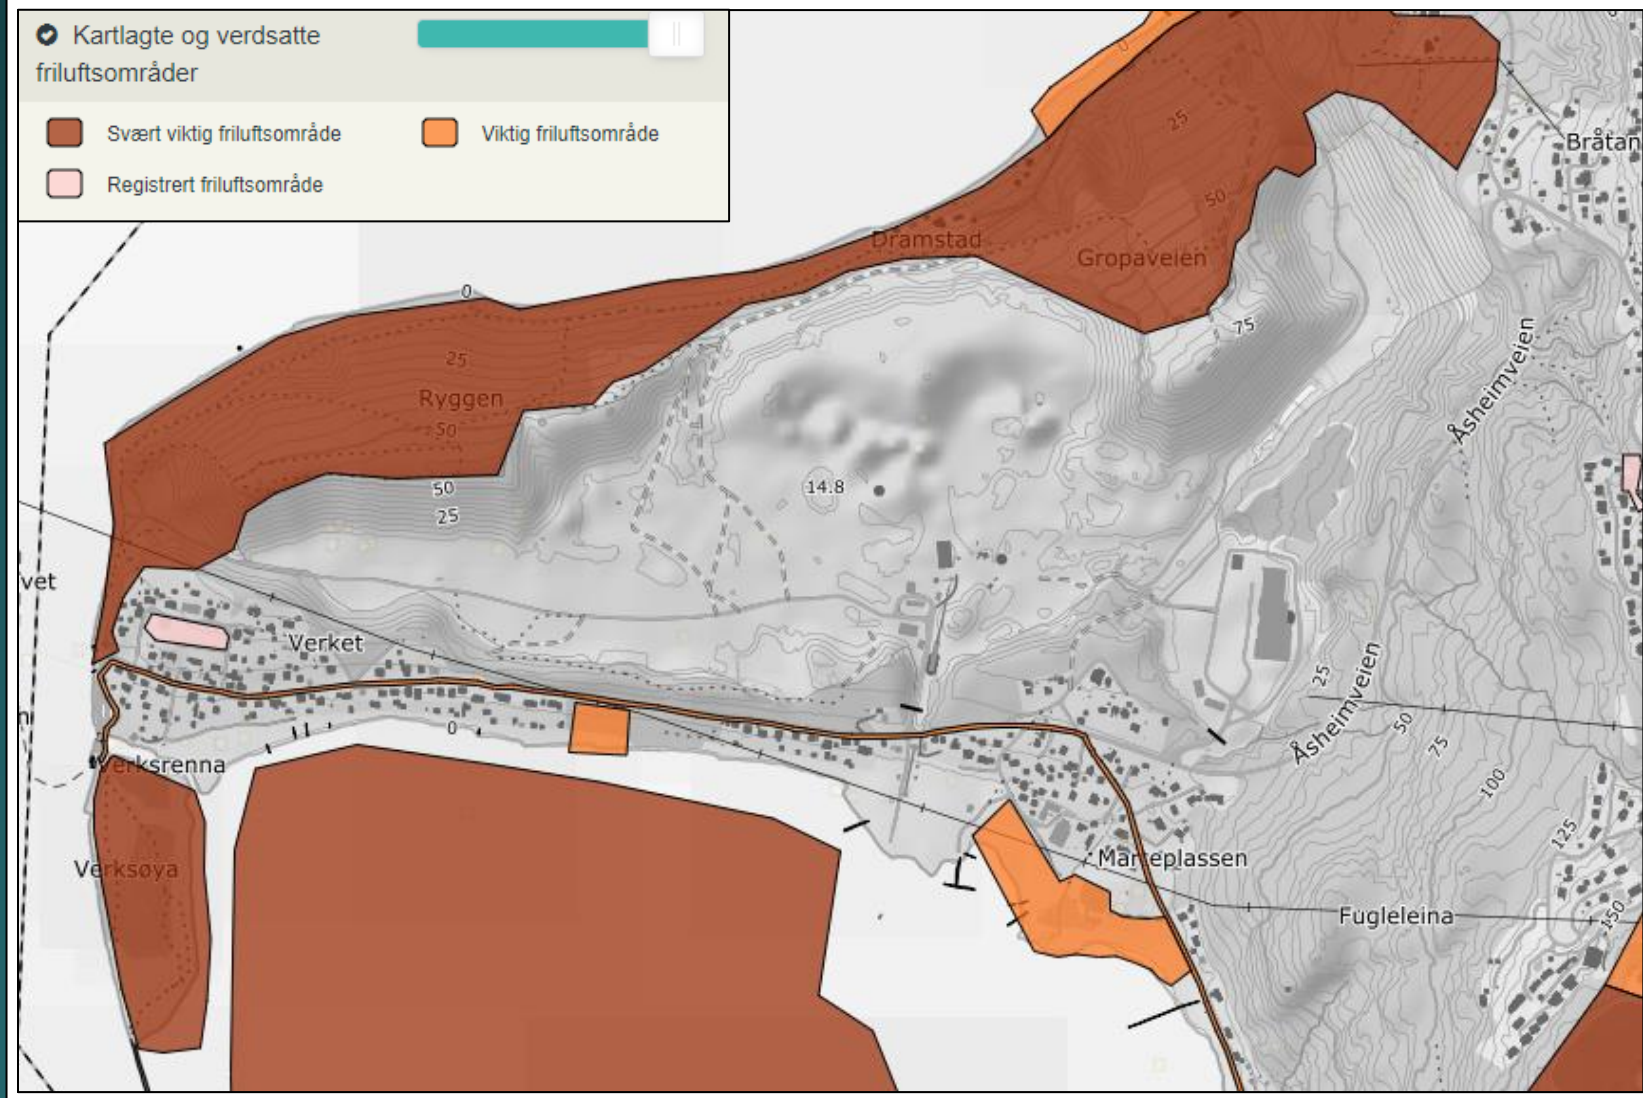 Kartlagte og verdsatte
friluftsområder
Svært viktig friluftsområde
Viktig friluftsområde
Registrert friluftsområde
0
25
Bråtan
50
Dramstad
Gropaveien
0
75
25
Ryggen
50
Åsheimveien
50
14.8
25
vet
Verket
25
Åsheimveien
50
0
75
Verksrenna
100
125
Verksøya
Marieplassen
150
Fugleleina